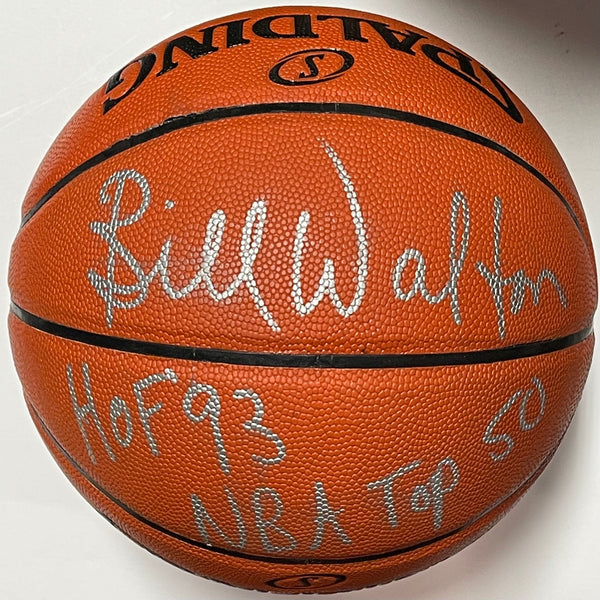 SPALDING
S
Bill Walton
HOF 93
NBA Top 50
S